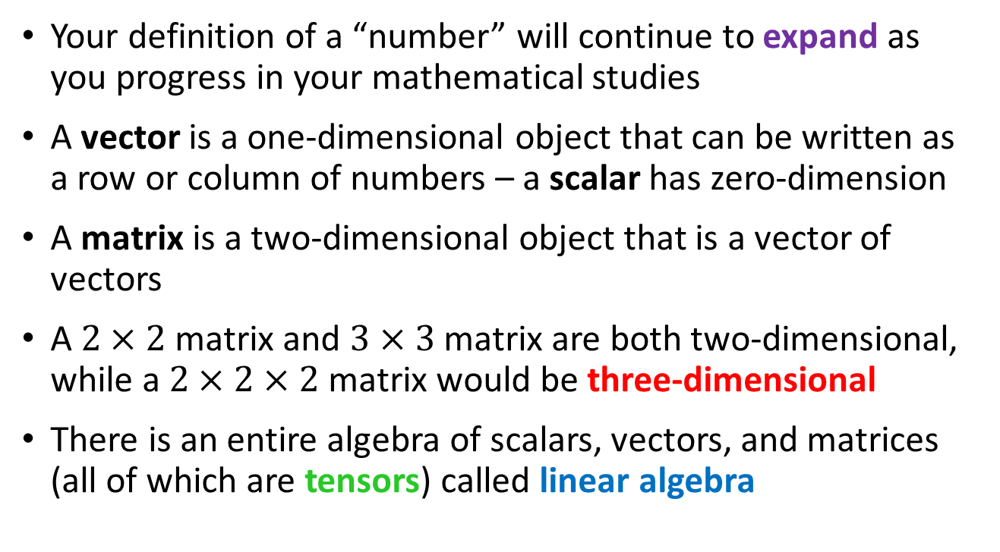 • Your definition of a “number” will continue to expand as
you progress in your mathematical studies
• A vector is a one-dimensional object that can be written as
a row or column of numbers – a scalar has zero-dimension
• A matrix is a two-dimensional object that is a vector of
vectors
• A 2 × 2 matrix and 3 × 3 matrix are both two-dimensional,
while a 2 × 2 × 2 matrix would be three-dimensional
• There is an entire algebra of scalars, vectors, and matrices
(all of which are tensors) called linear algebra